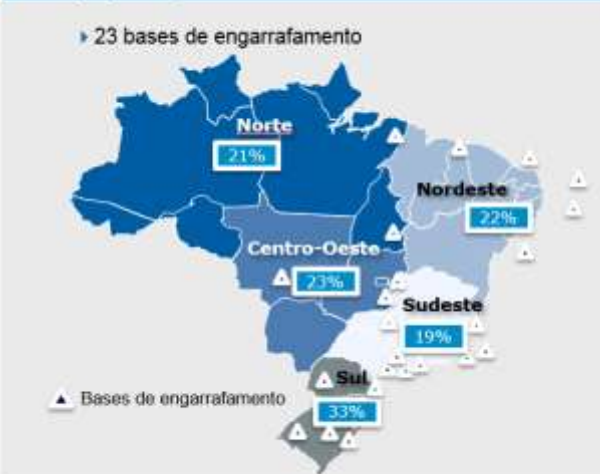 23 bases de engarrafamento
Norte
21%
Nordeste
22%
Centro-Oeste
23%
Sudeste
19%
Sul
33%
Bases de engarrafamento